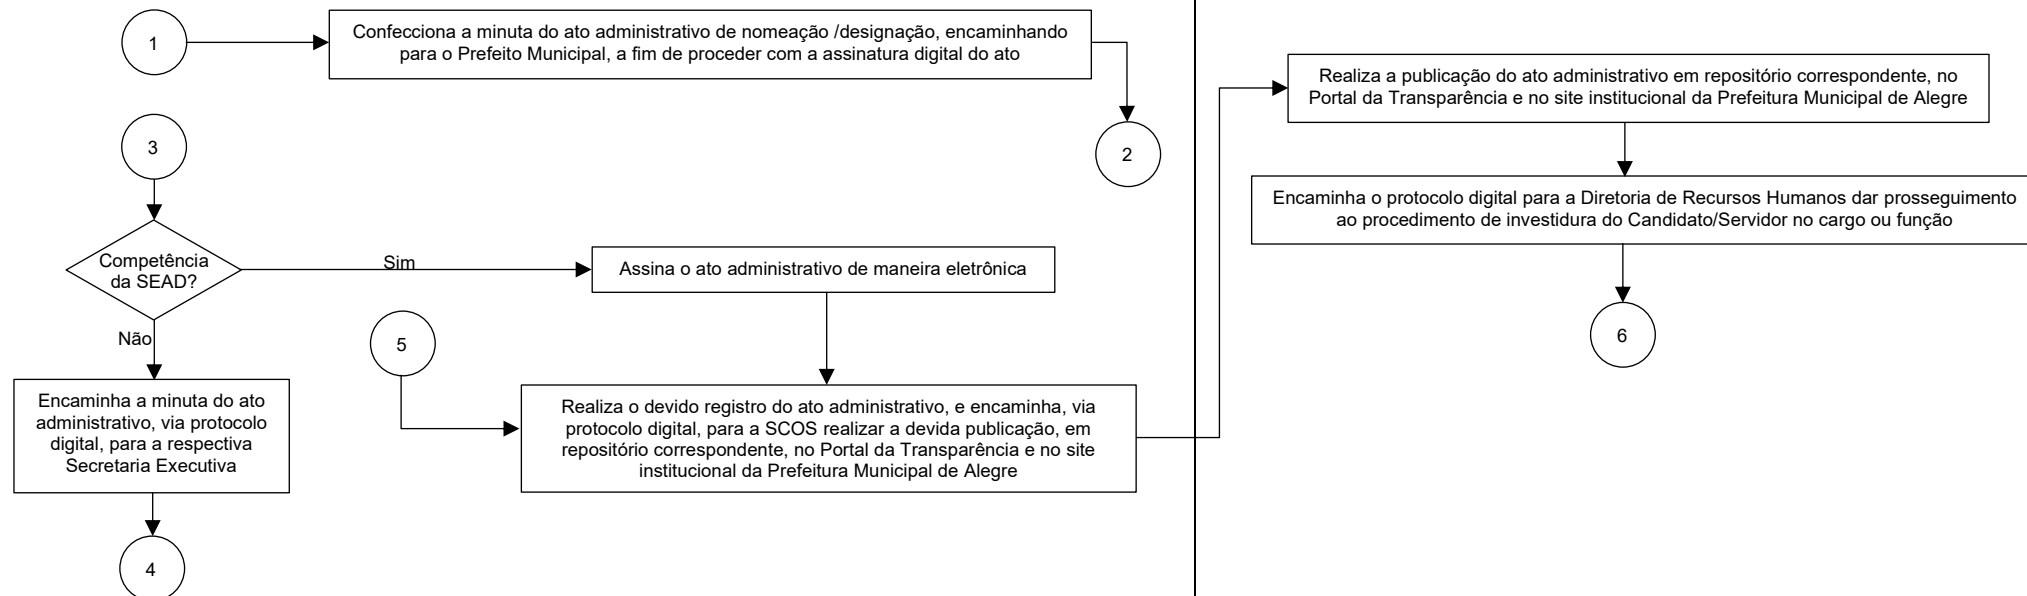 1
Confecciona a minuta do ato administrativo de nomeação /designação, encaminhando
para o Prefeito Municipal, a fim de proceder com a assinatura digital do ato
2
3
Competência
da SEAD?
Sim
Assina o ato administrativo de maneira eletrônica
Não
5
Encaminha a minuta do ato
administrativo, via protocolo
digital, para a respectiva
Secretaria Executiva
Realiza o devido registro do ato administrativo, e encaminha, via
protocolo digital, para a SCOS realizar a devida publicação, em
repositório correspondente, no Portal da Transparência e no site
institucional da Prefeitura Municipal de Alegre
4
Realiza a publicação do ato administrativo em repositório correspondente, no
Portal da Transparência e no site institucional da Prefeitura Municipal de Alegre
Encaminha o protocolo digital para a Diretoria de Recursos Humanos dar prosseguimento
ao procedimento de investidura do Candidato/Servidor no cargo ou função
6